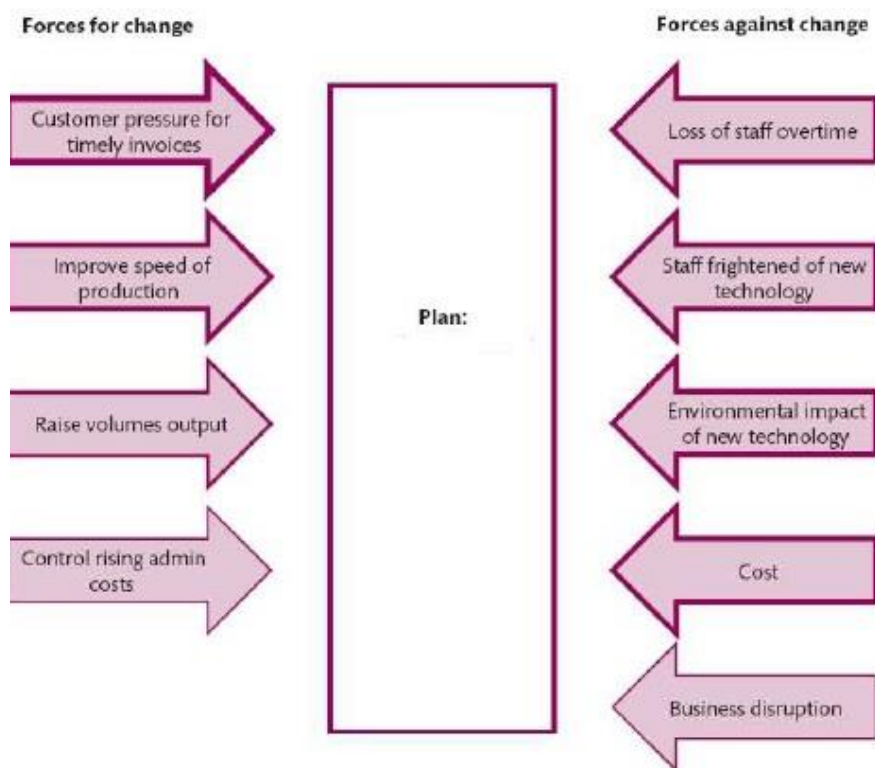 Forces for change
Forces against change
Customer pressure for
timely invoices
Loss of staff overtime
Improve speed of
production
Staff frightened of new
technology
Plan:
Raise volumes output
Environmental impact
of new technology
Control rising admin
costs
Cost
Business disruption